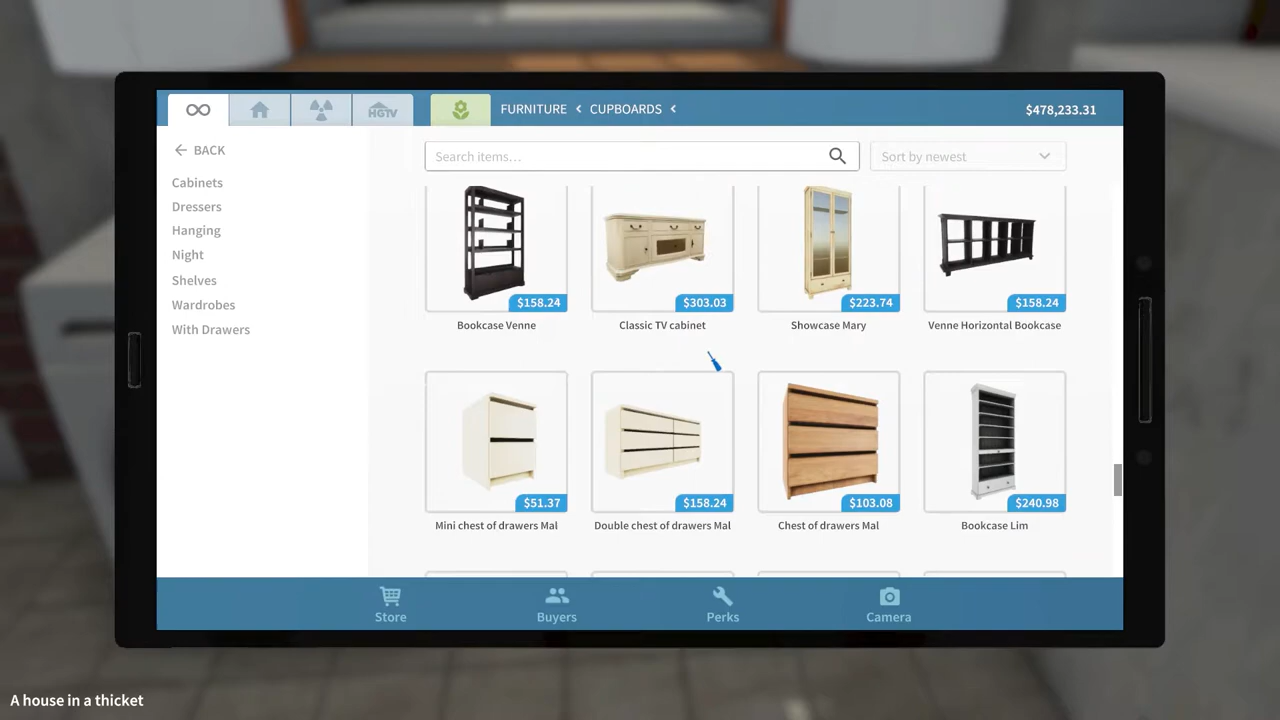 HGTV
FURNITURE < CUPBOARDS <
$478,233.31
BACK
Search items...
Sort by newest
Cabinets
Dressers
Hanging
Night
Shelves
Wardrobes
With Drawers
$158.24
$303.03
$223.74
$158.24
Bookcase Venne
Classic TV cabinet
Showcase Mary
Venne Horizontal Bookcase
$51.37
$158.24
$103.08
$240.98
Mini chest of drawers Mal
Double chest of drawers Mal
Chest of drawers Mal
Bookcase Lim
Store
Buyers
Perks
Camera
A house in a thicket